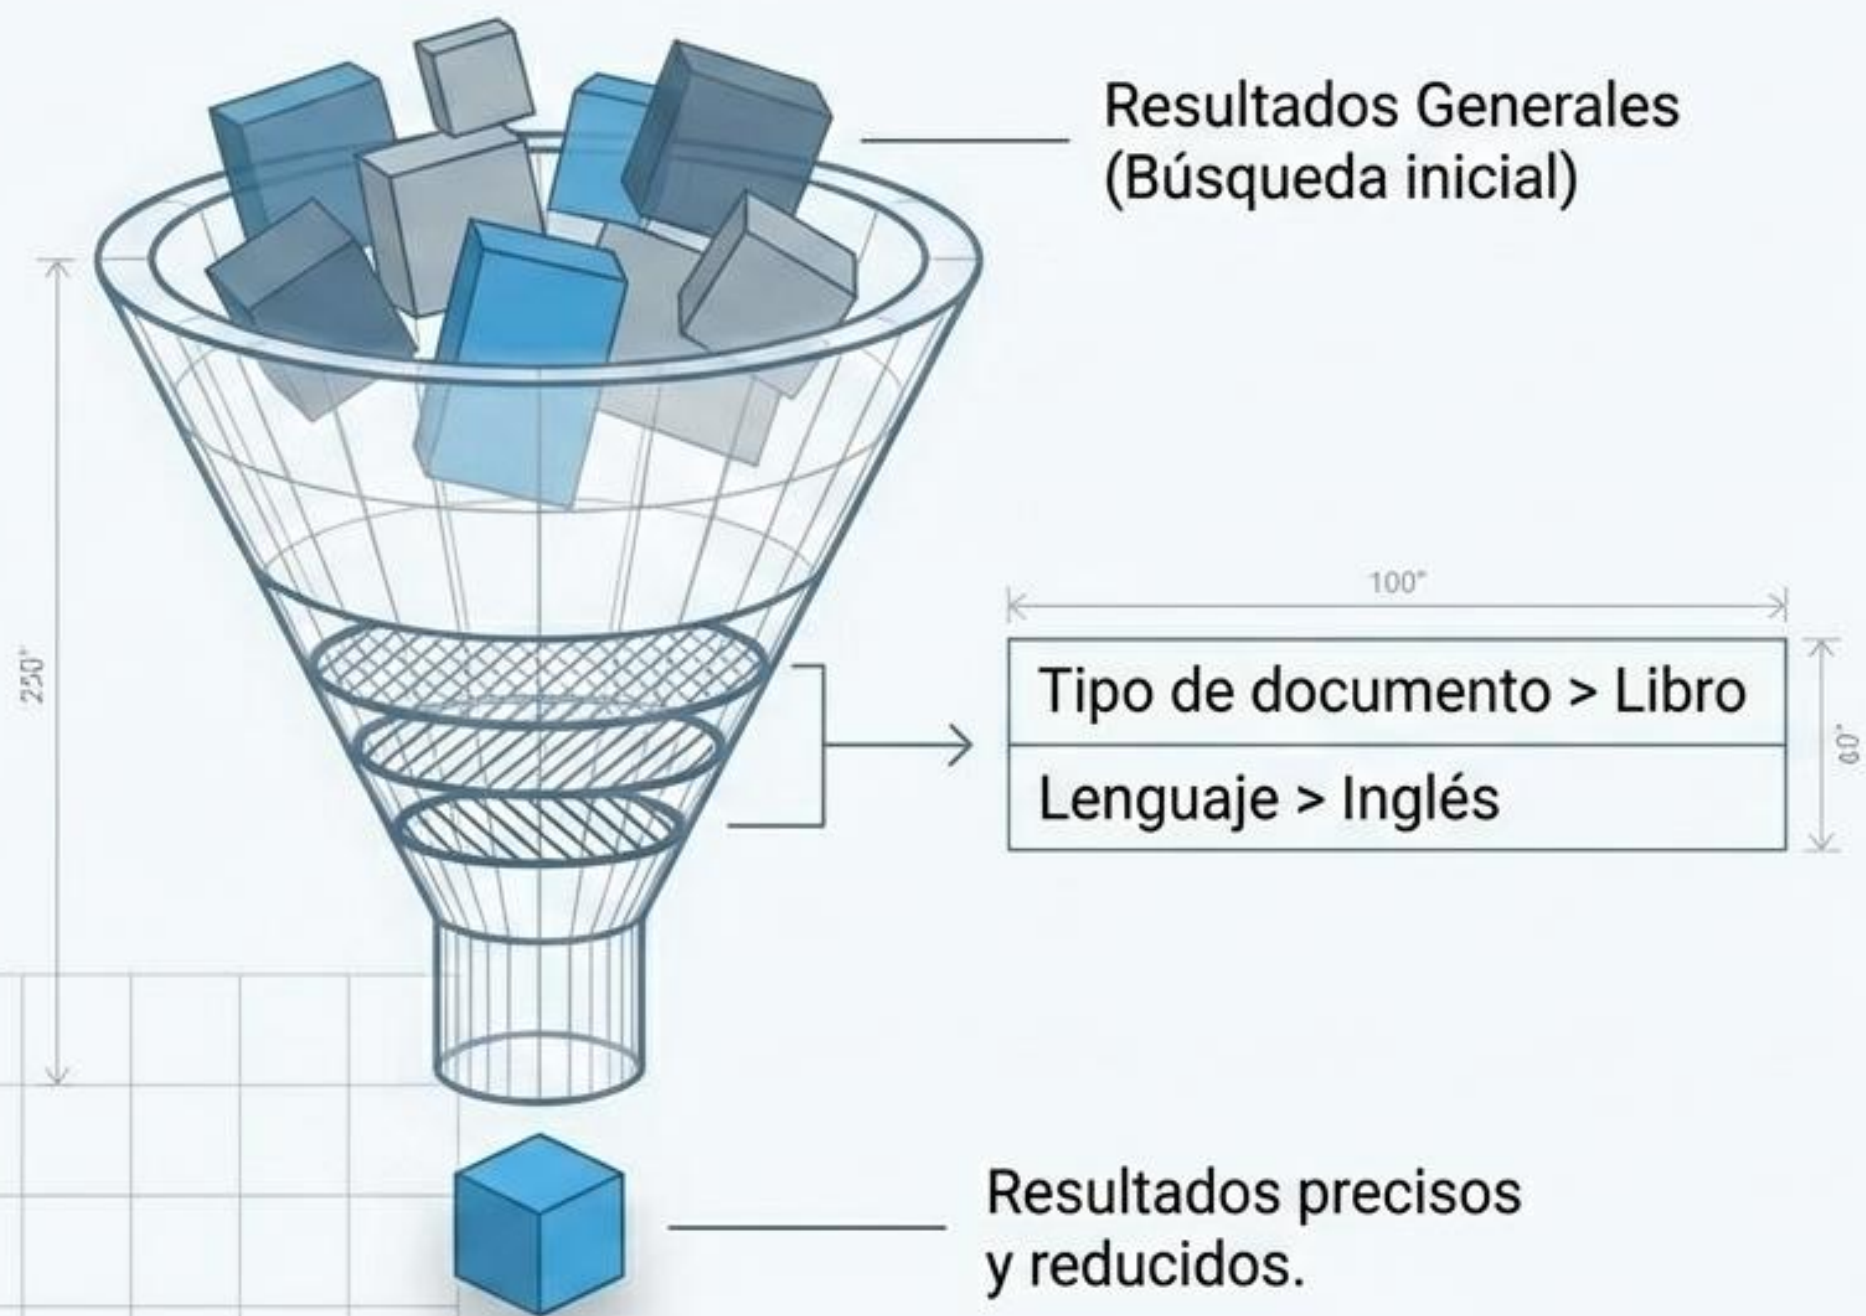 Resultados Generales
(Búsqueda inicial)
100"
Tipo de documento > Libro
Lenguaje > Inglés
250"
Resultados precisos
y reducidos.